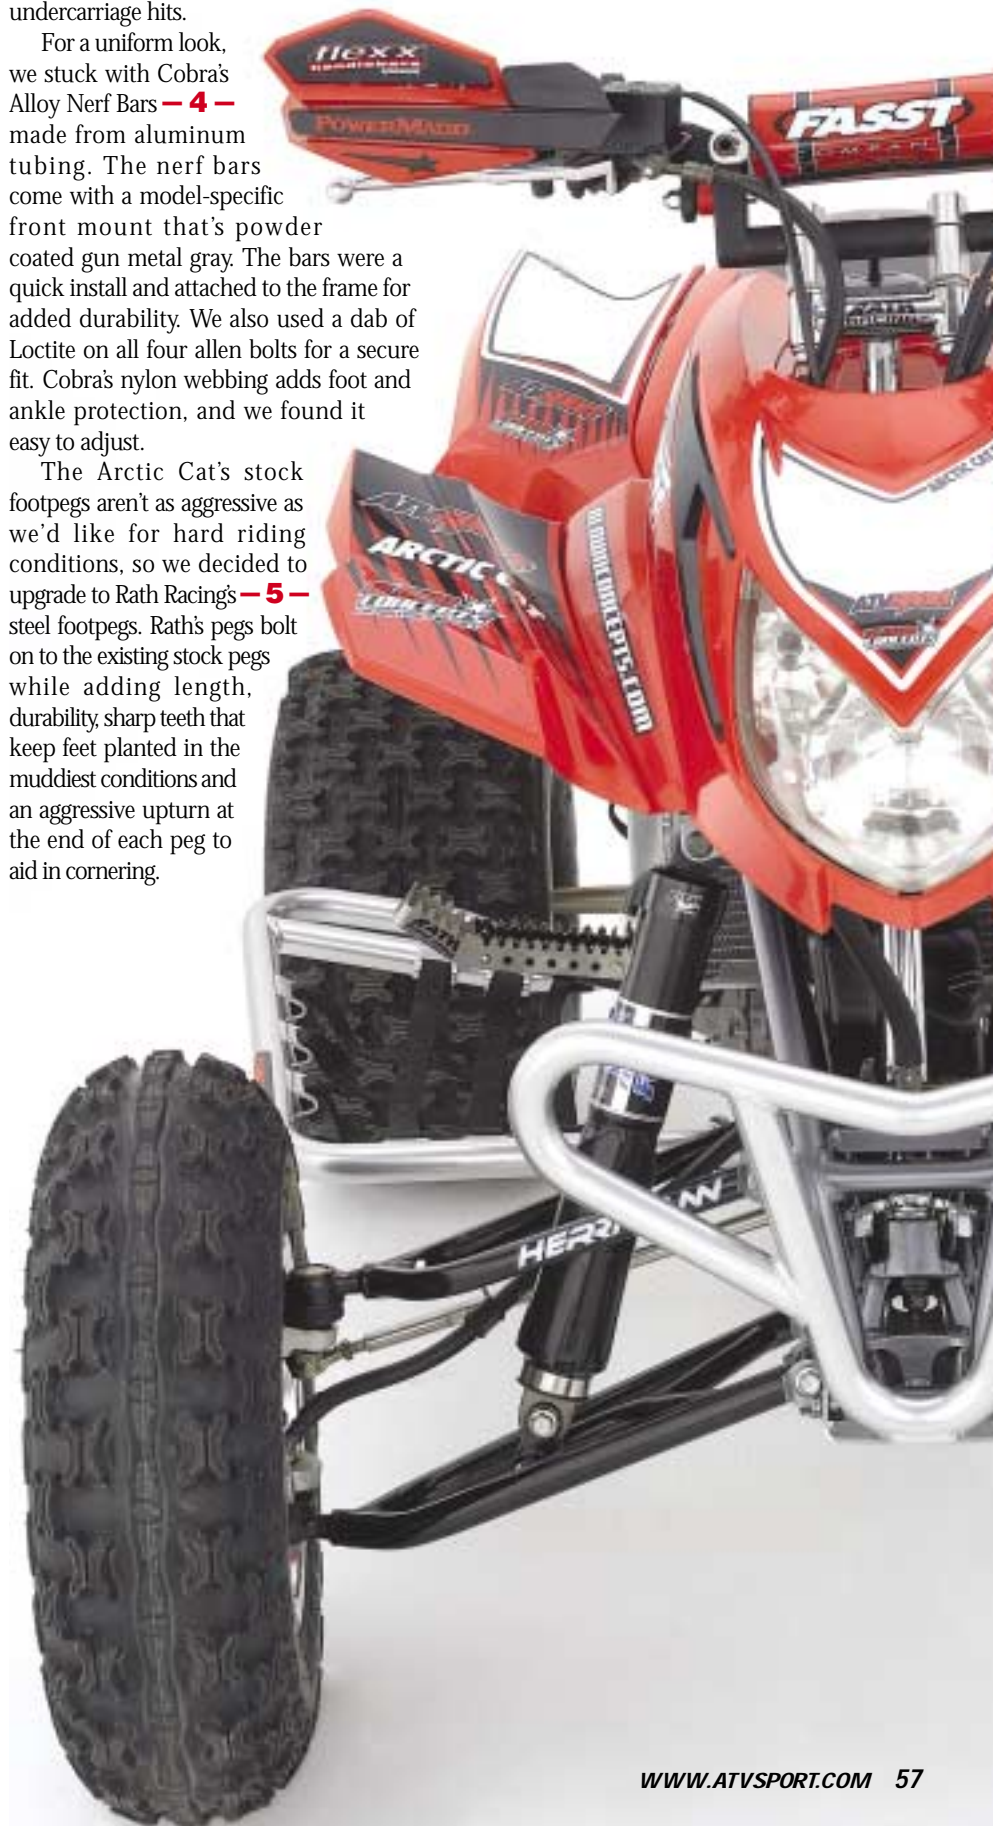 undercarriage hits.
For a uniform look,
we stuck with Cobra's
Alloy Nerf Bars — 4 —
made from aluminum
tubing. The nerf bars
come with a model-specific
front mount that's powder
coated gun metal gray. The bars were a
quick install and attached to the frame for
added durability. We also used a dab of
Loctite on all four allen bolts for a secure
fit. Cobra's nylon webbing adds foot and
ankle protection, and we found it
easy to adjust.
The Arctic Cat's stock
footpegs aren't as aggressive as
we'd like for hard riding
conditions, so we decided to
upgrade to Rath Racing's — 5 —
steel footpegs. Rath's pegs bolt
on to the existing stock pegs
while adding length,
durability, sharp teeth that
keep feet planted in the
muddiest conditions and
an aggressive upturn at
the end of each peg to
aid in cornering.
flexx
handlebars
POWERMADD
FASST
COMPANY
RACING
ARCTIC CAT
ATVSport
ARCTIC
RATH
WWW.ATVSPORT.COM 57